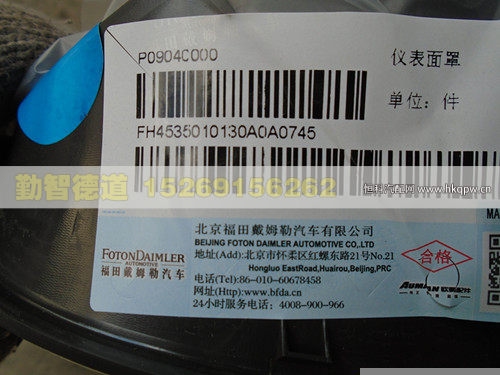 P0904C000
仪表面罩
单位：件
FH4535010130A0A0745
勤智德道 15269156262
恒科汽车网 www.hkqpw.cn
北京福田戴姆勒汽车有限公司
BEIJING FOTON DAIMLER AUTOMOTIVE CO.,LTD
地址(Add):北京市怀柔区红螺东路21号No.21
Hongluo EastRoad,Huairou,Beijing,PRC
电话(Tel):86-010-60678458
网址(Http):www.bfda.cn
24小时服务电话：4008-900-966
FOTONDAIMLER
AUTOMOTIVE
福田戴姆勒汽车
合格
AUMAN 欧曼配件
MA